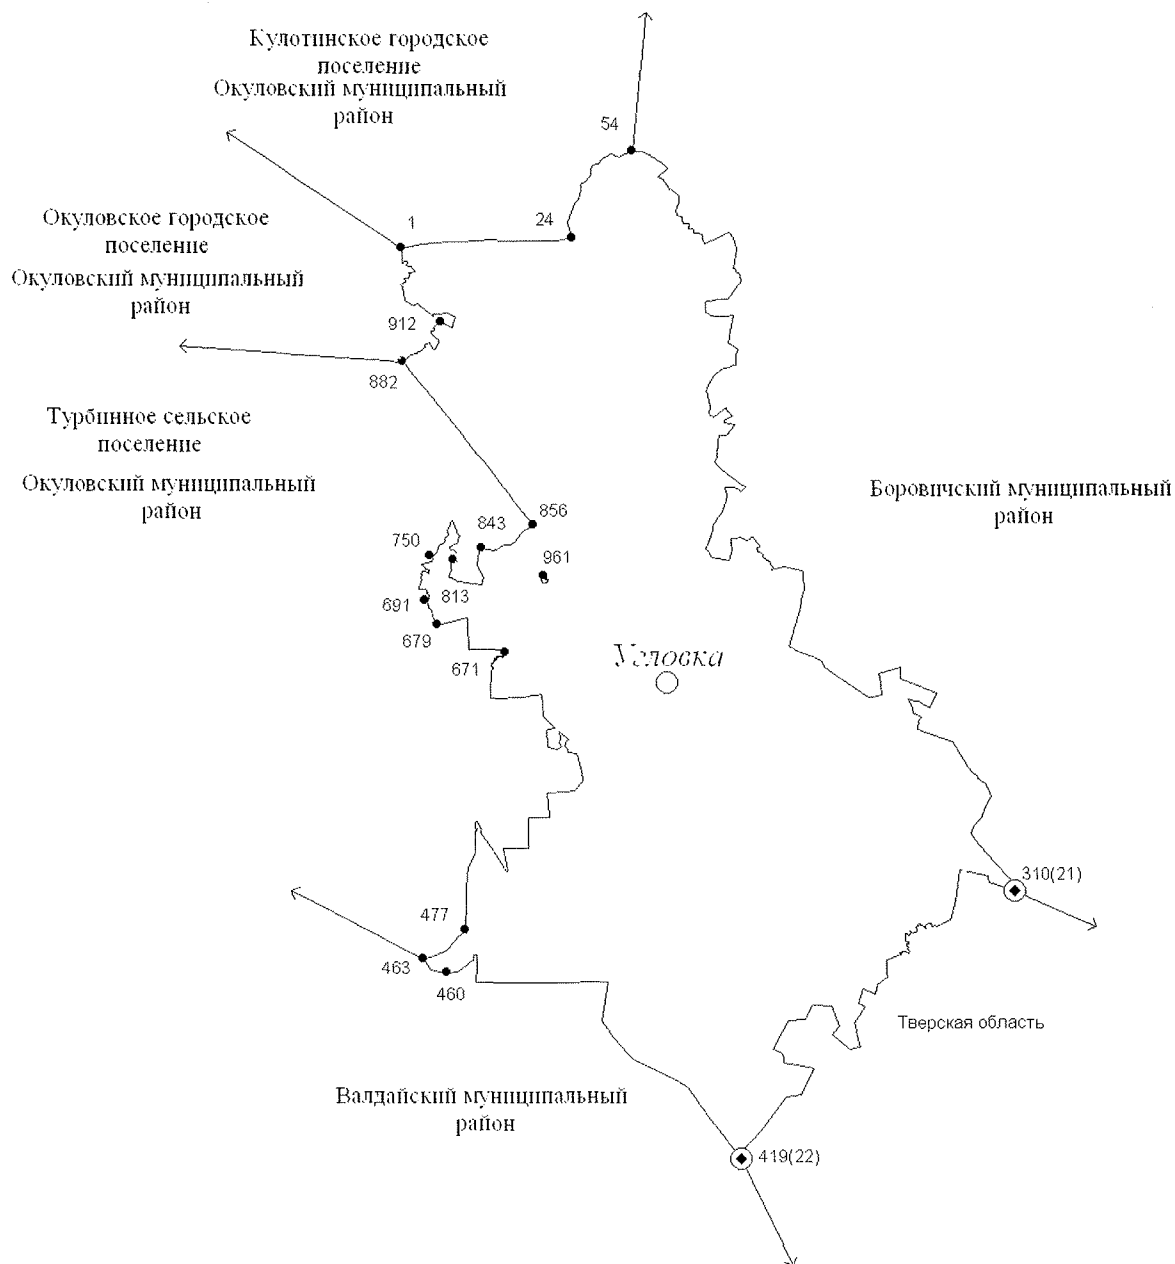 Кулотинское городское
поселение
Окуловский муниципальный
район
54
Окуловское городское
поселение
Окуловский муниципальный
район
1
24
912
882
Турбинное сельское
поселение
Окуловский муниципальный
район
Боровичский муниципальный
район
856
843
750
961
813
691
679
671
Угловка
310(21)
477
463
460
Тверская область
Валдайский муниципальный
район
419(22)